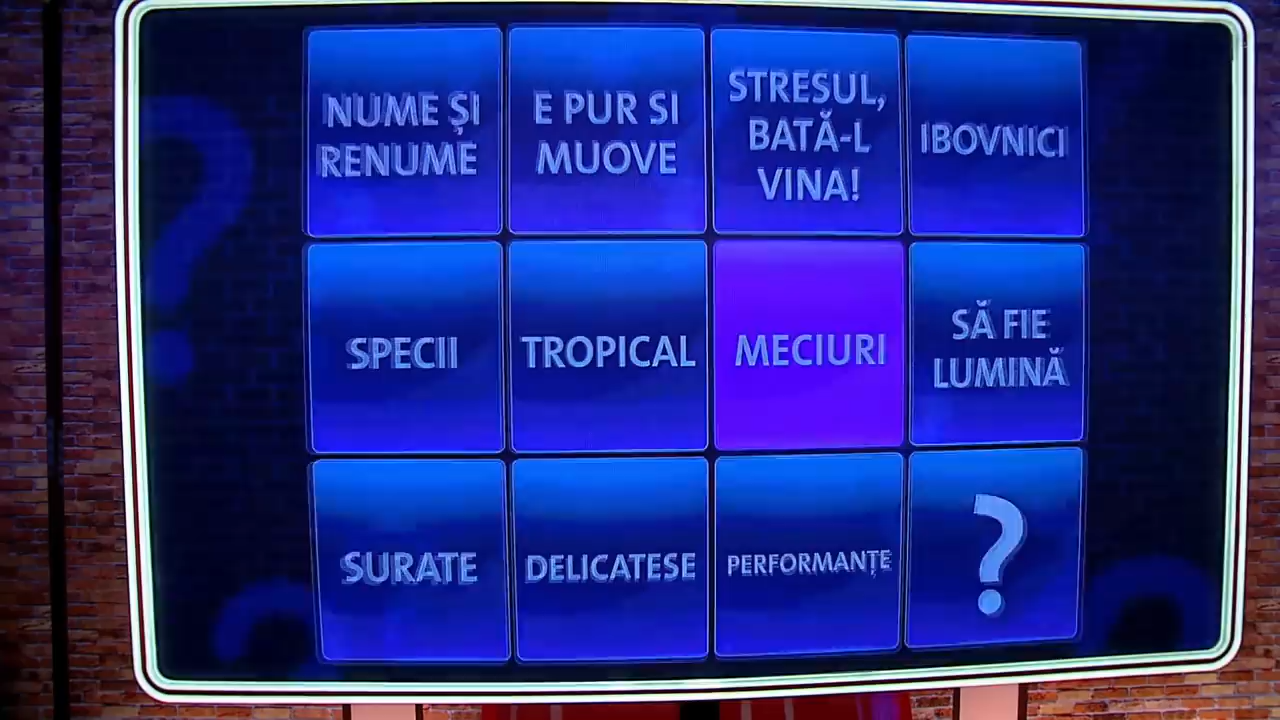 NUME ȘI
RENUME
E PUR SI
MUOVE
STRESUL,
BATĂ-L
VINA!
IBOVNICI
SPECII
TROPICAL
MECIURI
SĂ FIE
LUMINĂ
SURATE
DELICATESE
PERFORMANȚE
?